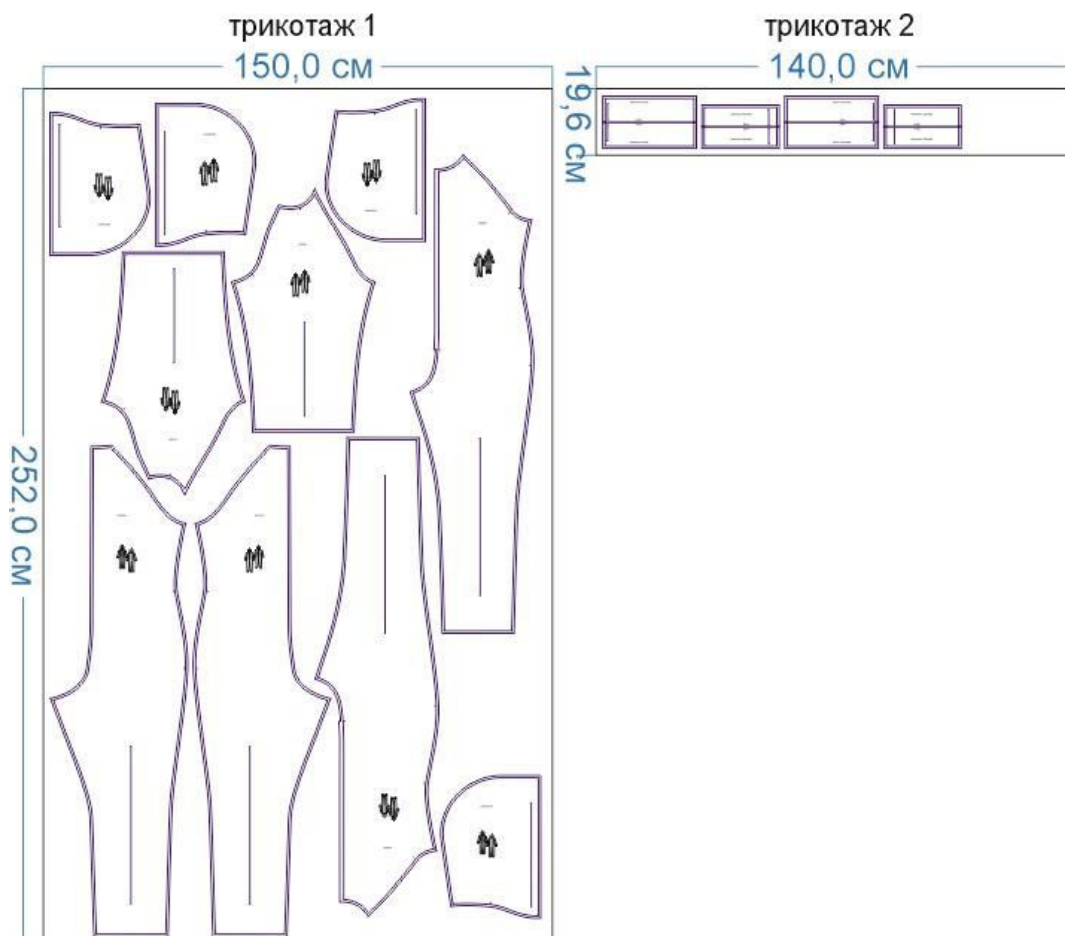 трикотаж 1
150,0 см
252,0 см
трикотаж 2
140,0 см
19,6 см